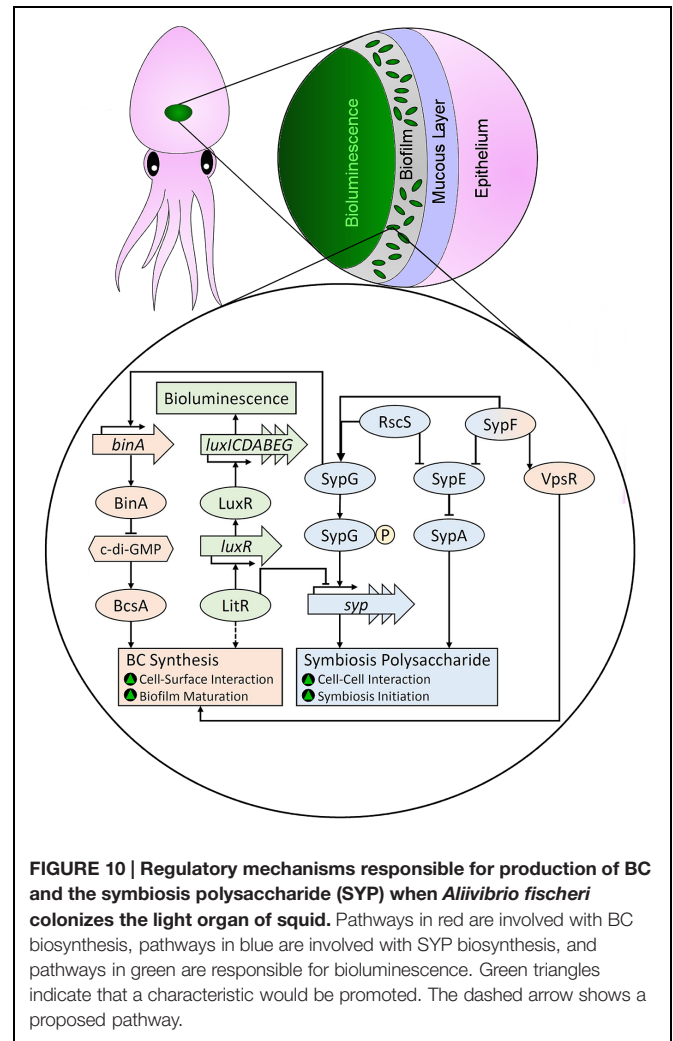 Bioluminescence
Biofilm
Mucous Layer
Epithelium
Bioluminescence
binA
luxICDABEG
RscS
SypF
BinA
LuxR
SypG
SypE
VpsR
c-di-GMP
luxR
SypG
P
SypA
BcsA
LitR
syp
BC Synthesis
Cell-Surface Interaction
Biofilm Maturation
Symbiosis Polysaccharide
Cell-Cell Interaction
Symbiosis Initiation
FIGURE 10 | Regulatory mechanisms responsible for production of BC
and the symbiosis polysaccharide (SYP) when Aliivibrio fischeri
colonizes the light organ of squid. Pathways in red are involved with BC
biosynthesis, pathways in blue are involved with SYP biosynthesis, and
pathways in green are responsible for bioluminescence. Green triangles
indicate that a characteristic would be promoted. The dashed arrow shows a
proposed pathway.